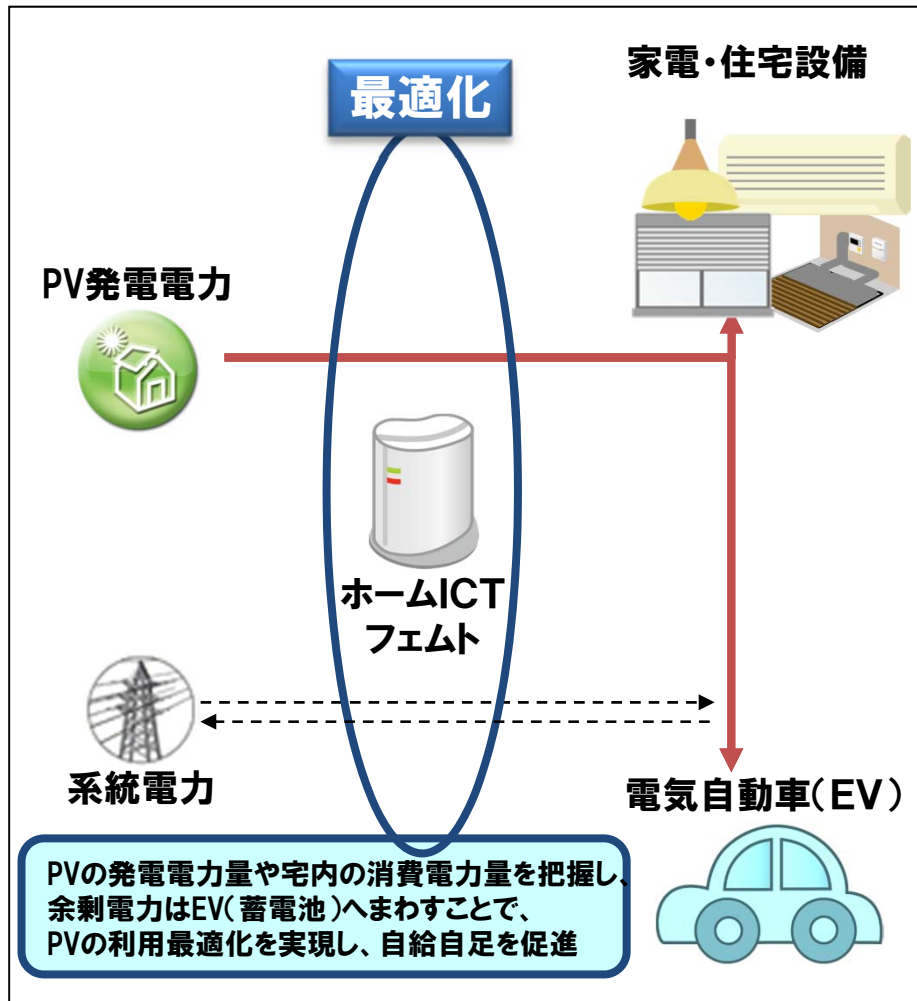 最適化
家電・住宅設備
PV発電電力
ホームICT
フェムト
系統電力
電気自動車(EV)
PVの発電電力量や宅内の消費電力量を把握し、
余剰電力はEV(蓄電池)へまわすことで、
PVの利用最適化を実現し、自給自足を促進